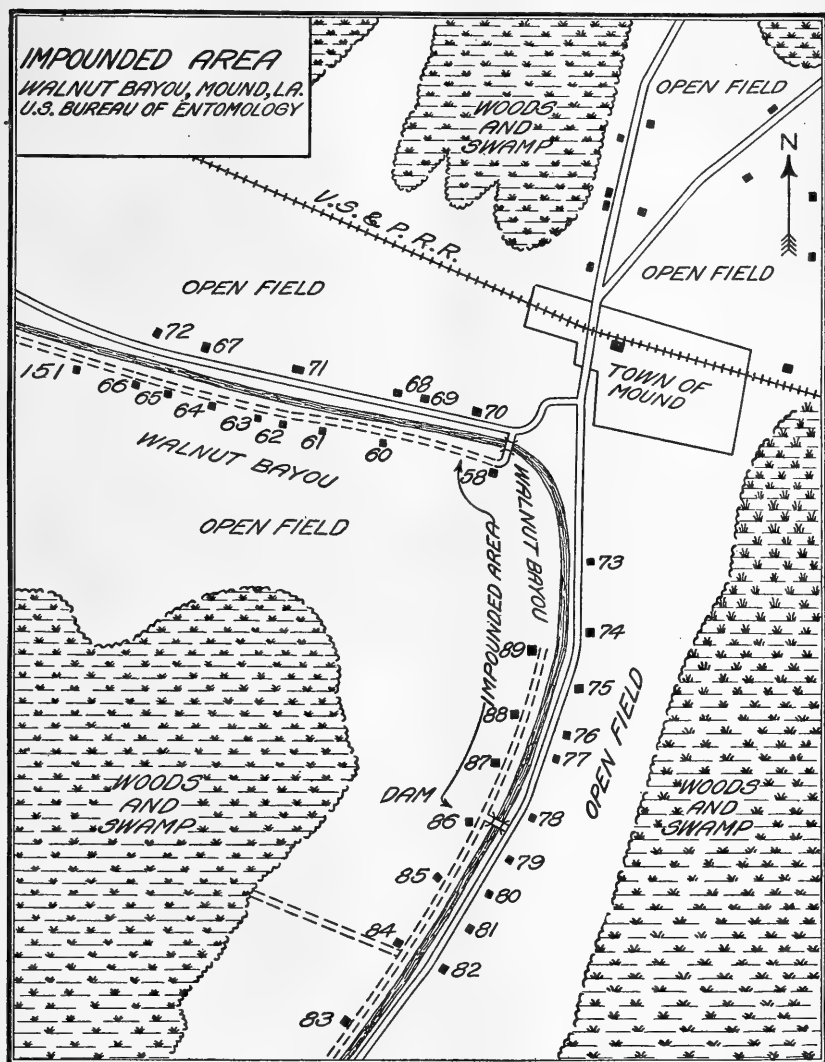 IMPOUNDED AREA
WALNUT BAYOU, MOUND, LA.
U.S. BUREAU OF ENTOMOLOGY
WOODS
AND
SWAMP
OPEN FIELD
N
V.S. & P. R.R.
OPEN FIELD
OPEN FIELD
72
67
71
68
69
70
TOWN OF
MOUND
151
66
65
64
63
62
61
60
58
WALNUT BAYOU
OPEN FIELD
WALNUT BAYOU
IMPOUNDED AREA
73
74
89
75
88
76
87
77
OPEN FIELD
DAM
86
78
WOODS
AND
SWAMP
WOODS
AND
SWAMP
85
79
80
84
81
82
83